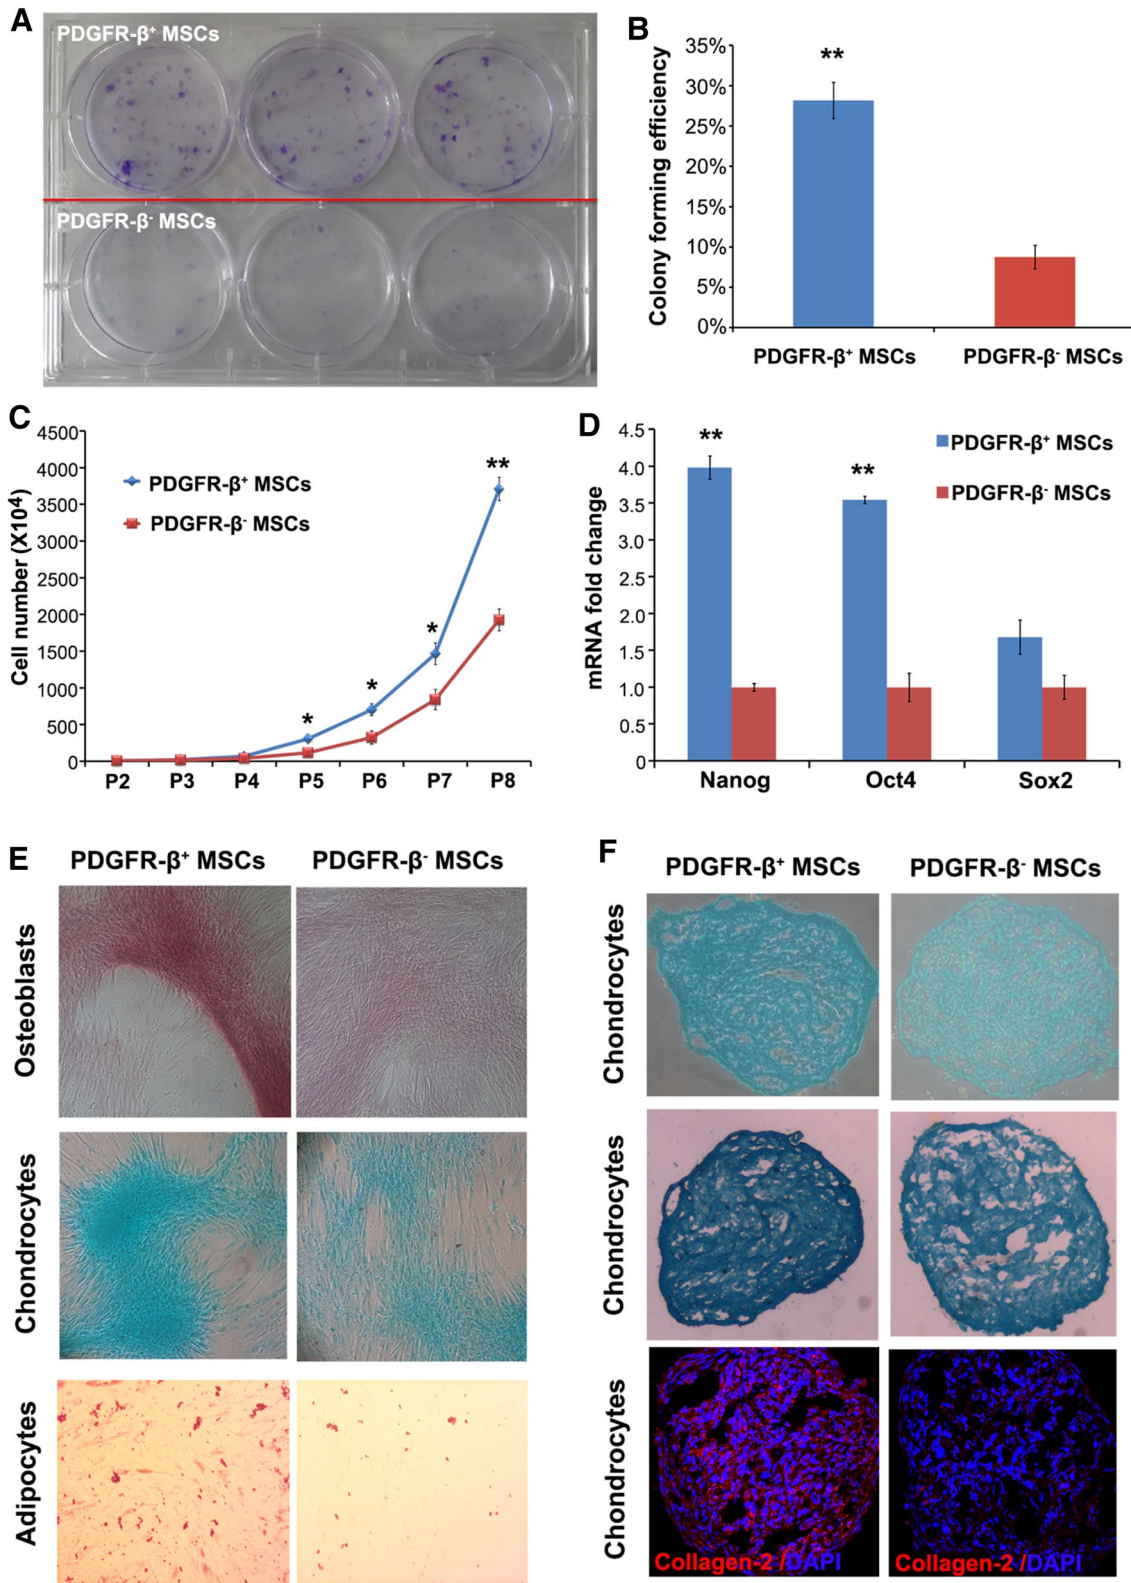 A
PDGFR-β⁺ MSCs
PDGFR-β⁻ MSCs
B
Colony forming efficiency
35%
30%
25%
20%
15%
10%
5%
0%
**
PDGFR-β⁺ MSCs
PDGFR-β⁻ MSCs
C
Cell number (X10⁴)
4500
4000
3500
3000
2500
2000
1500
1000
500
0
PDGFR-β⁺ MSCs
PDGFR-β⁻ MSCs
*
*
*
**
P2 P3 P4 P5 P6 P7 P8
D
mRNA fold change
4.5
4.0
3.5
3.0
2.5
2.0
1.5
1.0
0.5
0
**
**
PDGFR-β⁺ MSCs
PDGFR-β⁻ MSCs
Nanog Oct4 Sox2
E
PDGFR-β⁺ MSCs PDGFR-β⁻ MSCs
Osteoblasts
Chondrocytes
Adipocytes
F
PDGFR-β⁺ MSCs PDGFR-β⁻ MSCs
Chondrocytes
Chondrocytes
Chondrocytes
Collagen-2 /DAPI
Collagen-2 /DAPI